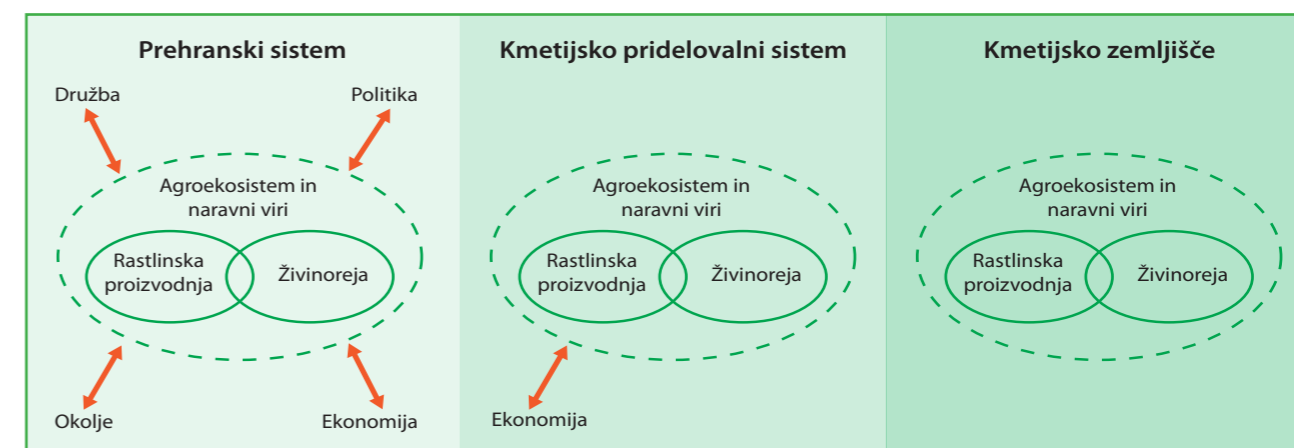 Prehranski sistem
Družba
Politika
Agroekosistem in
naravni viri
Rastlinska
proizvodnja
Živinoreja
Okolje
Ekonomija
Kmetijsko pridelovalni sistem
Agroekosistem in
naravni viri
Rastlinska
proizvodnja
Živinoreja
Ekonomija
Kmetijsko zemljišče
Agroekosistem in
naravni viri
Rastlinska
proizvodnja
Živinoreja